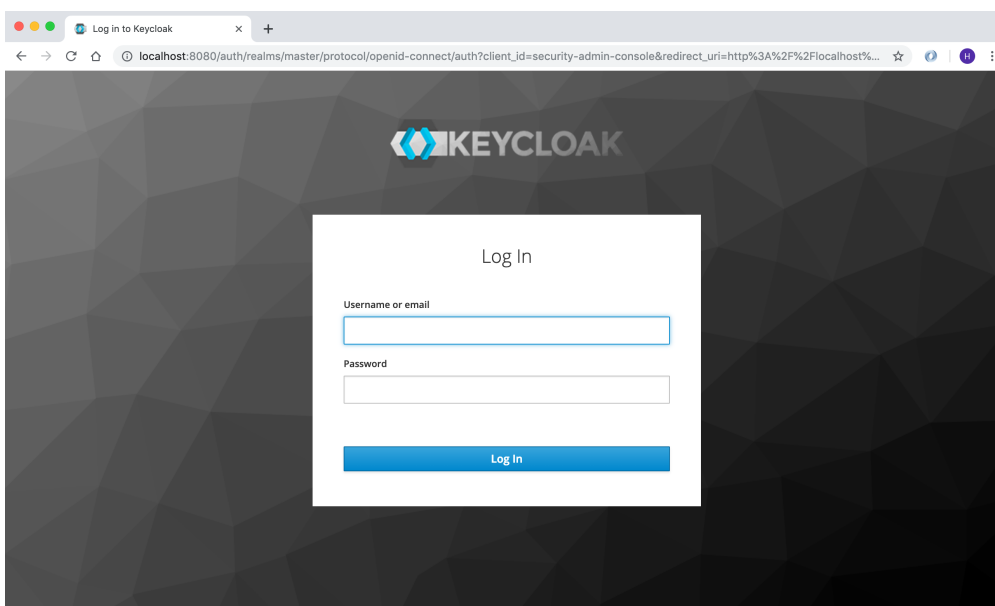 Log in to Keycloak
localhost:8080/auth/realms/master/protocol/openid-connect/auth?client_id=security-admin-console&redirect_uri=http%3A%2F%2Flocalhost%...
H
KEYCLOAK
Log In
Username or email
Password
Log In